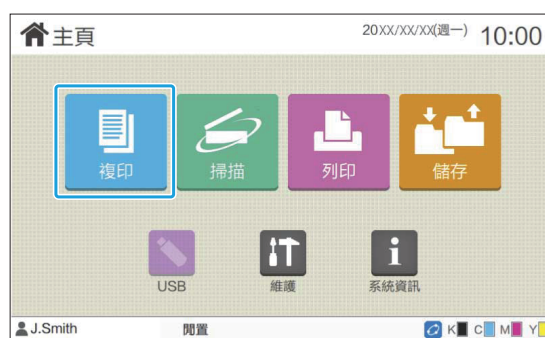 主頁 20XX/XX/XX(週一) 10:00
複印 掃描 列印 儲存
USB 維護 系統資訊
J.Smith 閒置 K C M Y